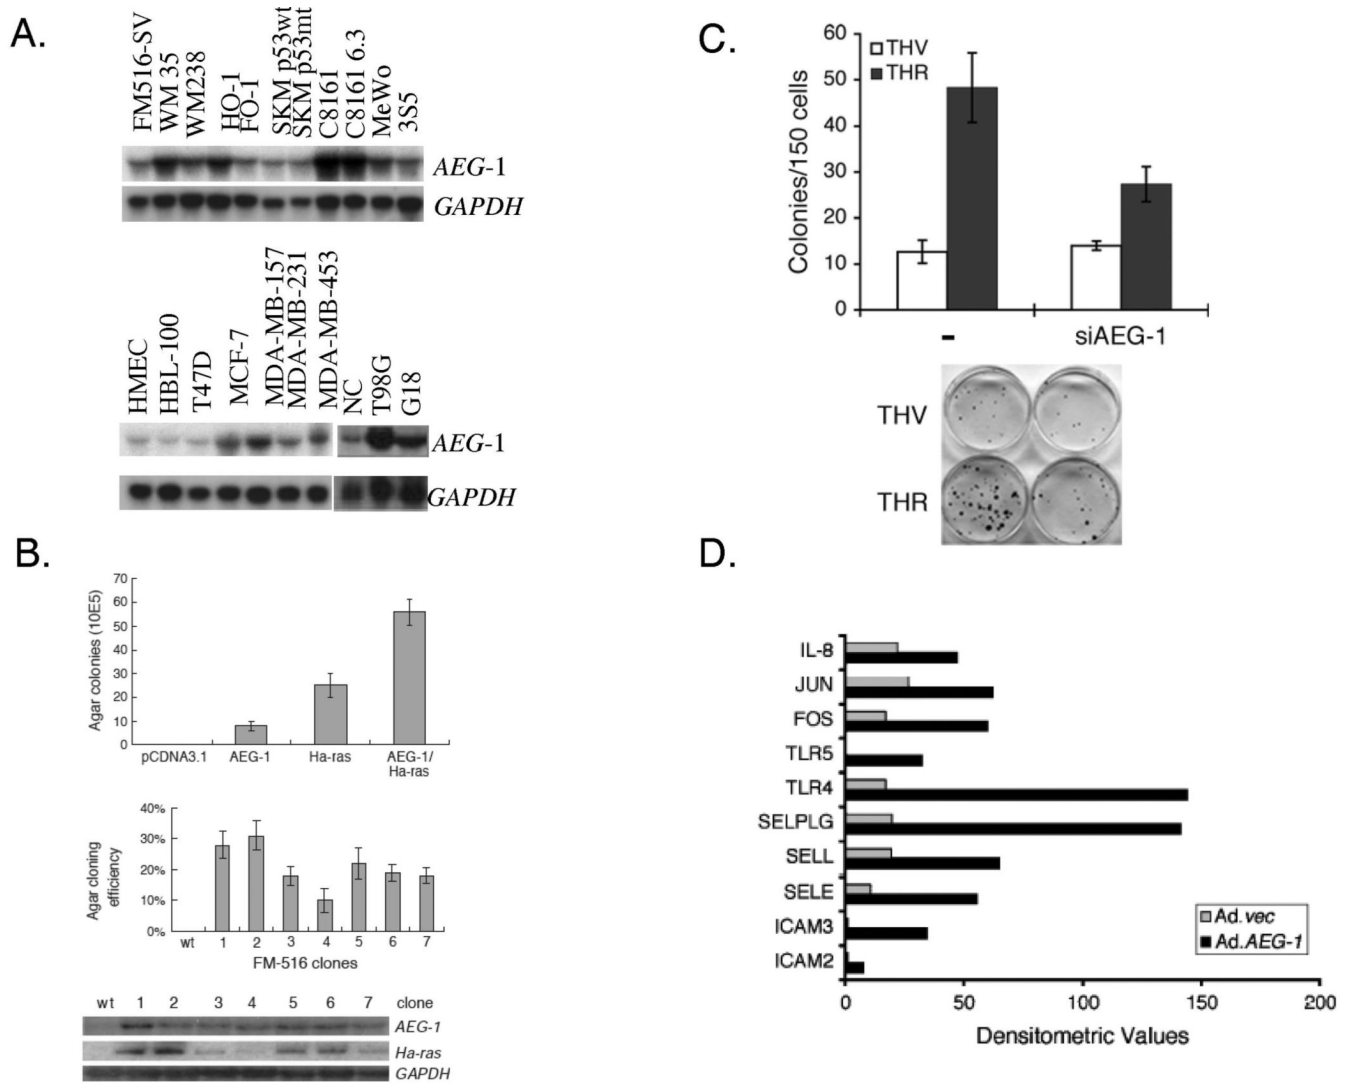 A.
FM516-SV
WM 35
WM238
HO-1
FO-1
SKM p53wt
SKM p53mt
C8161
C8161 6.3
MeWo
3S5
AEG-1
GAPDH
HMEC
HBL-100
T47D
MCF-7
MDA-MB-157
MDA-MB-231
MDA-MB-453
NC
T98G
G18
AEG-1
GAPDH
B.
Agar colonies (10E5)
70
60
50
40
30
20
10
0
pCDNA3.1 AEG-1 Ha-ras AEG-1/
Ha-ras
Agar cloning
efficiency
40%
30%
20%
10%
0%
wt 1 2 3 4 5 6 7
FM-516 clones
wt 1 2 3 4 5 6 7 clone
AEG-1
Ha-ras
GAPDH
C.
Colonies/150 cells
60
50
40
30
20
10
0
THV
THR
- siAEG-1
THV
THR
D.
IL-8
JUN
FOS
TLR5
TLR4
SELPLG
SELL
SELE
ICAM3
ICAM2
Ad.vec
Ad.AEG-1
0 50 100 150 200
Densitometric Values